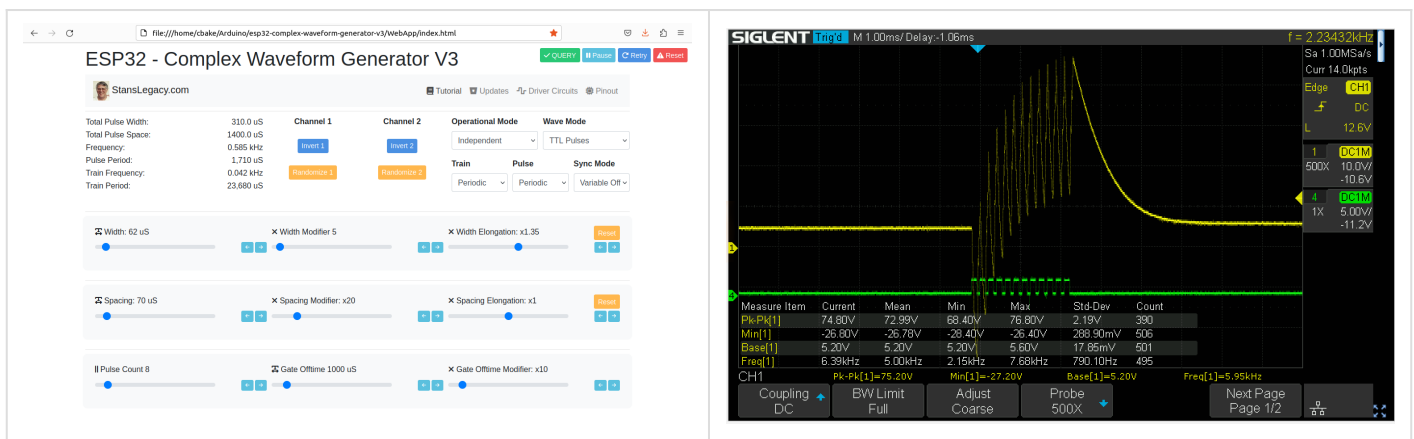 file:///home/cbake/Arduino/esp32-complex-waveform-generator-v3/WebApp/index.html
ESP32 - Complex Waveform Generator V3
QUERY Pause Retry Reset
StansLegacy.com
Tutorial Updates Driver Circuits Pinout
Total Pulse Width: 310.0 uS
Total Pulse Space: 1400.0 uS
Frequency: 0.585 kHz
Pulse Period: 1,710 uS
Train Frequency: 0.042 kHz
Train Period: 23,680 uS
Channel 1 Channel 2
Invert 1 Invert 2
Randomize 1 Randomize 2
Operational Mode Wave Mode
Independent TTL Pulses
Train Pulse Sync Mode
Periodic Periodic Variable Off
Width: 62 uS Width Modifier 5 Width Elongation: x1.35 Reset
Spacing: 70 uS Spacing Modifier: x20 Spacing Elongation: x1 Reset
Pulse Count 8 Gate Offtime 1000 uS Gate Offtime Modifier: x10
SIGLENT Trig'd M 1.00ms/ Delay:-1.06ms f = 2.23432kHz
Sa 1.00MSa/s
Curr 14.0kpts
Edge CH1
DC
L 12.6V
1 DC1M
500X 10.0V/
-10.6V
4 DC1M
1X 5.00V/
-11.2V
1
4
Measure Item Current Mean Min Max Std-Dev Count
Pk-Pk[1] 74.80V 72.99V 68.40V 76.80V 2.19V 390
Min[1] -26.80V -26.78V -28.40V -26.40V 288.90mV 506
Base[1] 5.20V 5.20V 5.20V 5.60V 17.85mV 501
Freq[1] 6.39kHz 5.00kHz 2.15kHz 7.68kHz 790.10Hz 495
CH1 Pk-Pk[1]=75.20V Min[1]=-27.20V Base[1]=5.20V Freq[1]=5.95kHz
Coupling BW Limit Adjust Probe Next Page
DC Full Coarse 500X Page 1/2